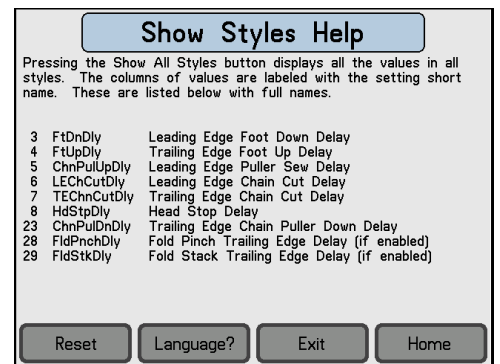 Show Styles Help
Pressing the Show All Styles button displays all the values in all
styles. The columns of values are labeled with the setting short
name. These are listed below with full names.
3 FtDnDly Leading Edge Foot Down Delay
4 FtUpDly Trailing Edge Foot Up Delay
5 ChnPulUpDly Leading Edge Puller Sew Delay
6 LEChCutDly Leading Edge Chain Cut Delay
7 TEChnCutDly Trailing Edge Chain Cut Delay
8 HdStpDly Head Stop Delay
23 ChnPulDnDly Trailing Edge Chain Puller Down Delay
28 FldPnchDly Fold Pinch Trailing Edge Delay (if enabled)
29 FldStkDly Fold Stack Trailing Edge Delay (if enabled)
Reset Language? Exit Home